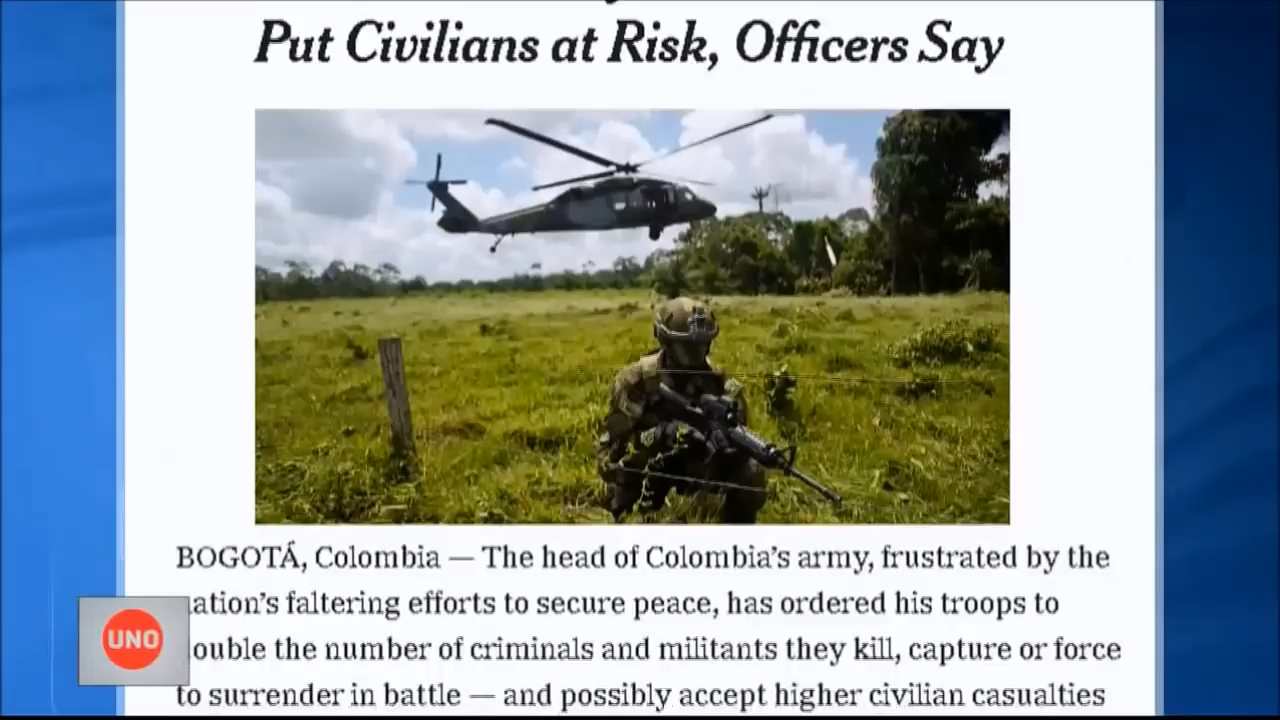 Put Civilians at Risk, Officers Say
BOGOTÁ, Colombia — The head of Colombia's army, frustrated by the
ation's faltering efforts to secure peace, has ordered his troops to
ouble the number of criminals and militants they kill, capture or force
to surrender in battle — and possibly accept higher civilian casualties
UNO